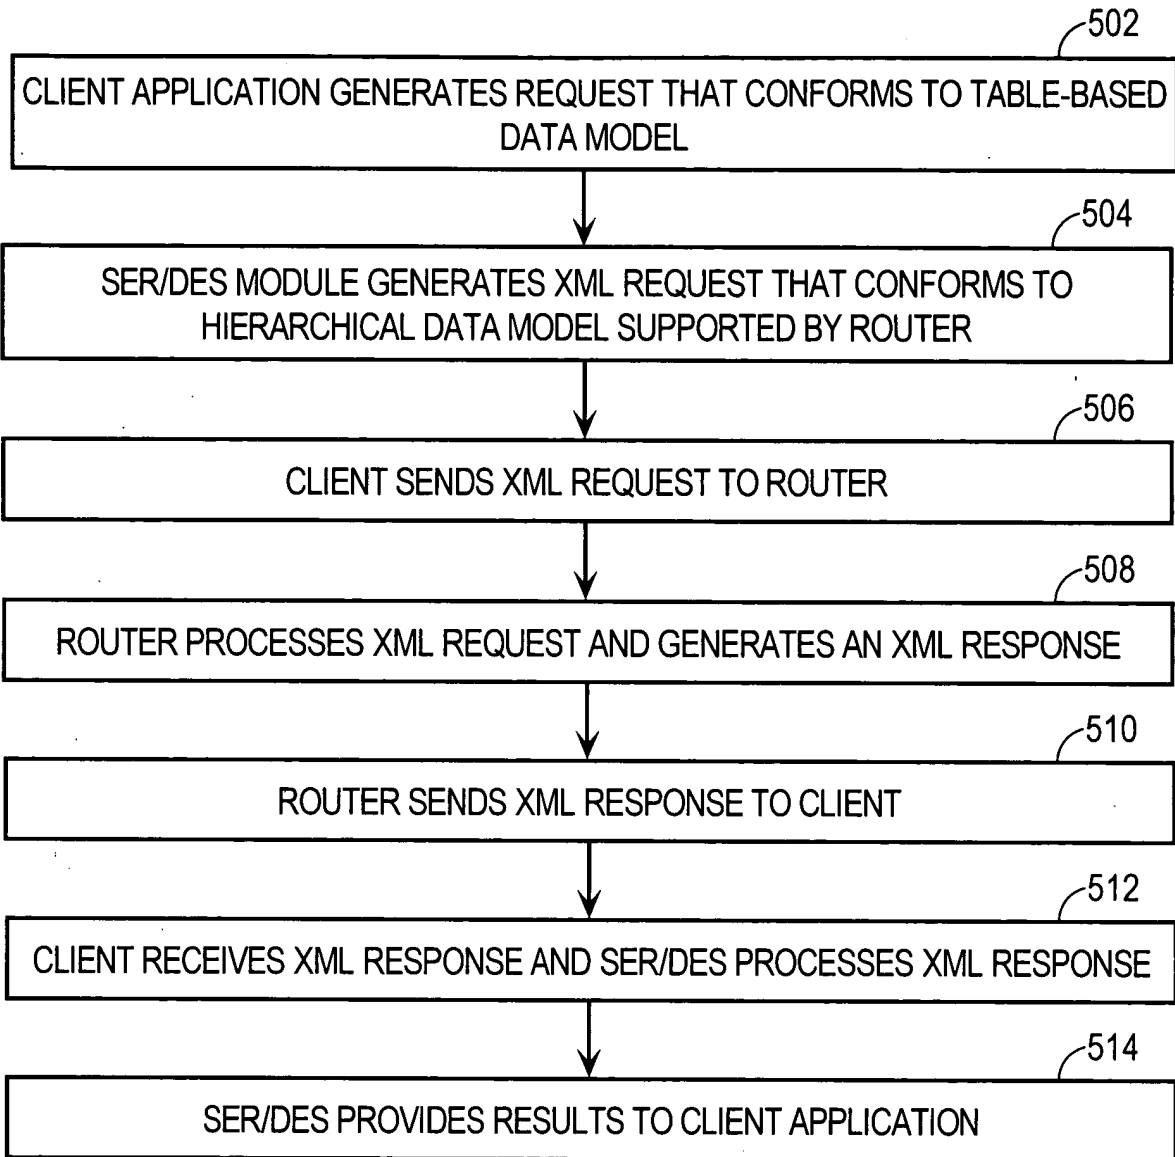 502
CLIENT APPLICATION GENERATES REQUEST THAT CONFORMS TO TABLE-BASED
DATA MODEL
504
SER/DES MODULE GENERATES XML REQUEST THAT CONFORMS TO
HIERARCHICAL DATA MODEL SUPPORTED BY ROUTER
506
CLIENT SENDS XML REQUEST TO ROUTER
508
ROUTER PROCESSES XML REQUEST AND GENERATES AN XML RESPONSE
510
ROUTER SENDS XML RESPONSE TO CLIENT
512
CLIENT RECEIVES XML RESPONSE AND SER/DES PROCESSES XML RESPONSE
514
SER/DES PROVIDES RESULTS TO CLIENT APPLICATION